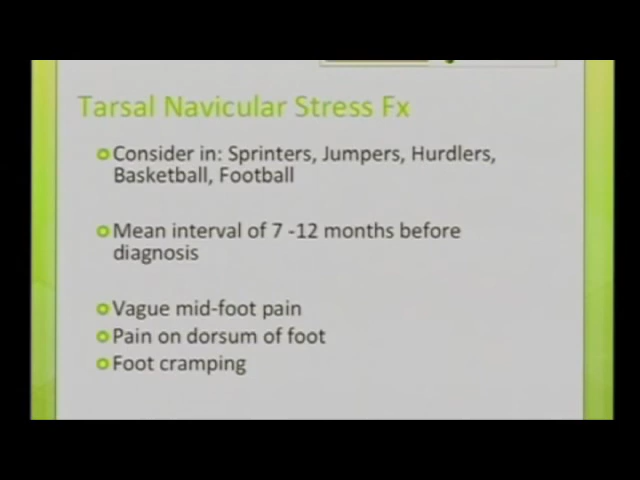 Tarsal Navicular Stress Fx
Consider in: Sprinters, Jumpers, Hurdlers,
Basketball, Football
Mean interval of 7 -12 months before
diagnosis
Vague mid-foot pain
Pain on dorsum of foot
Foot cramping